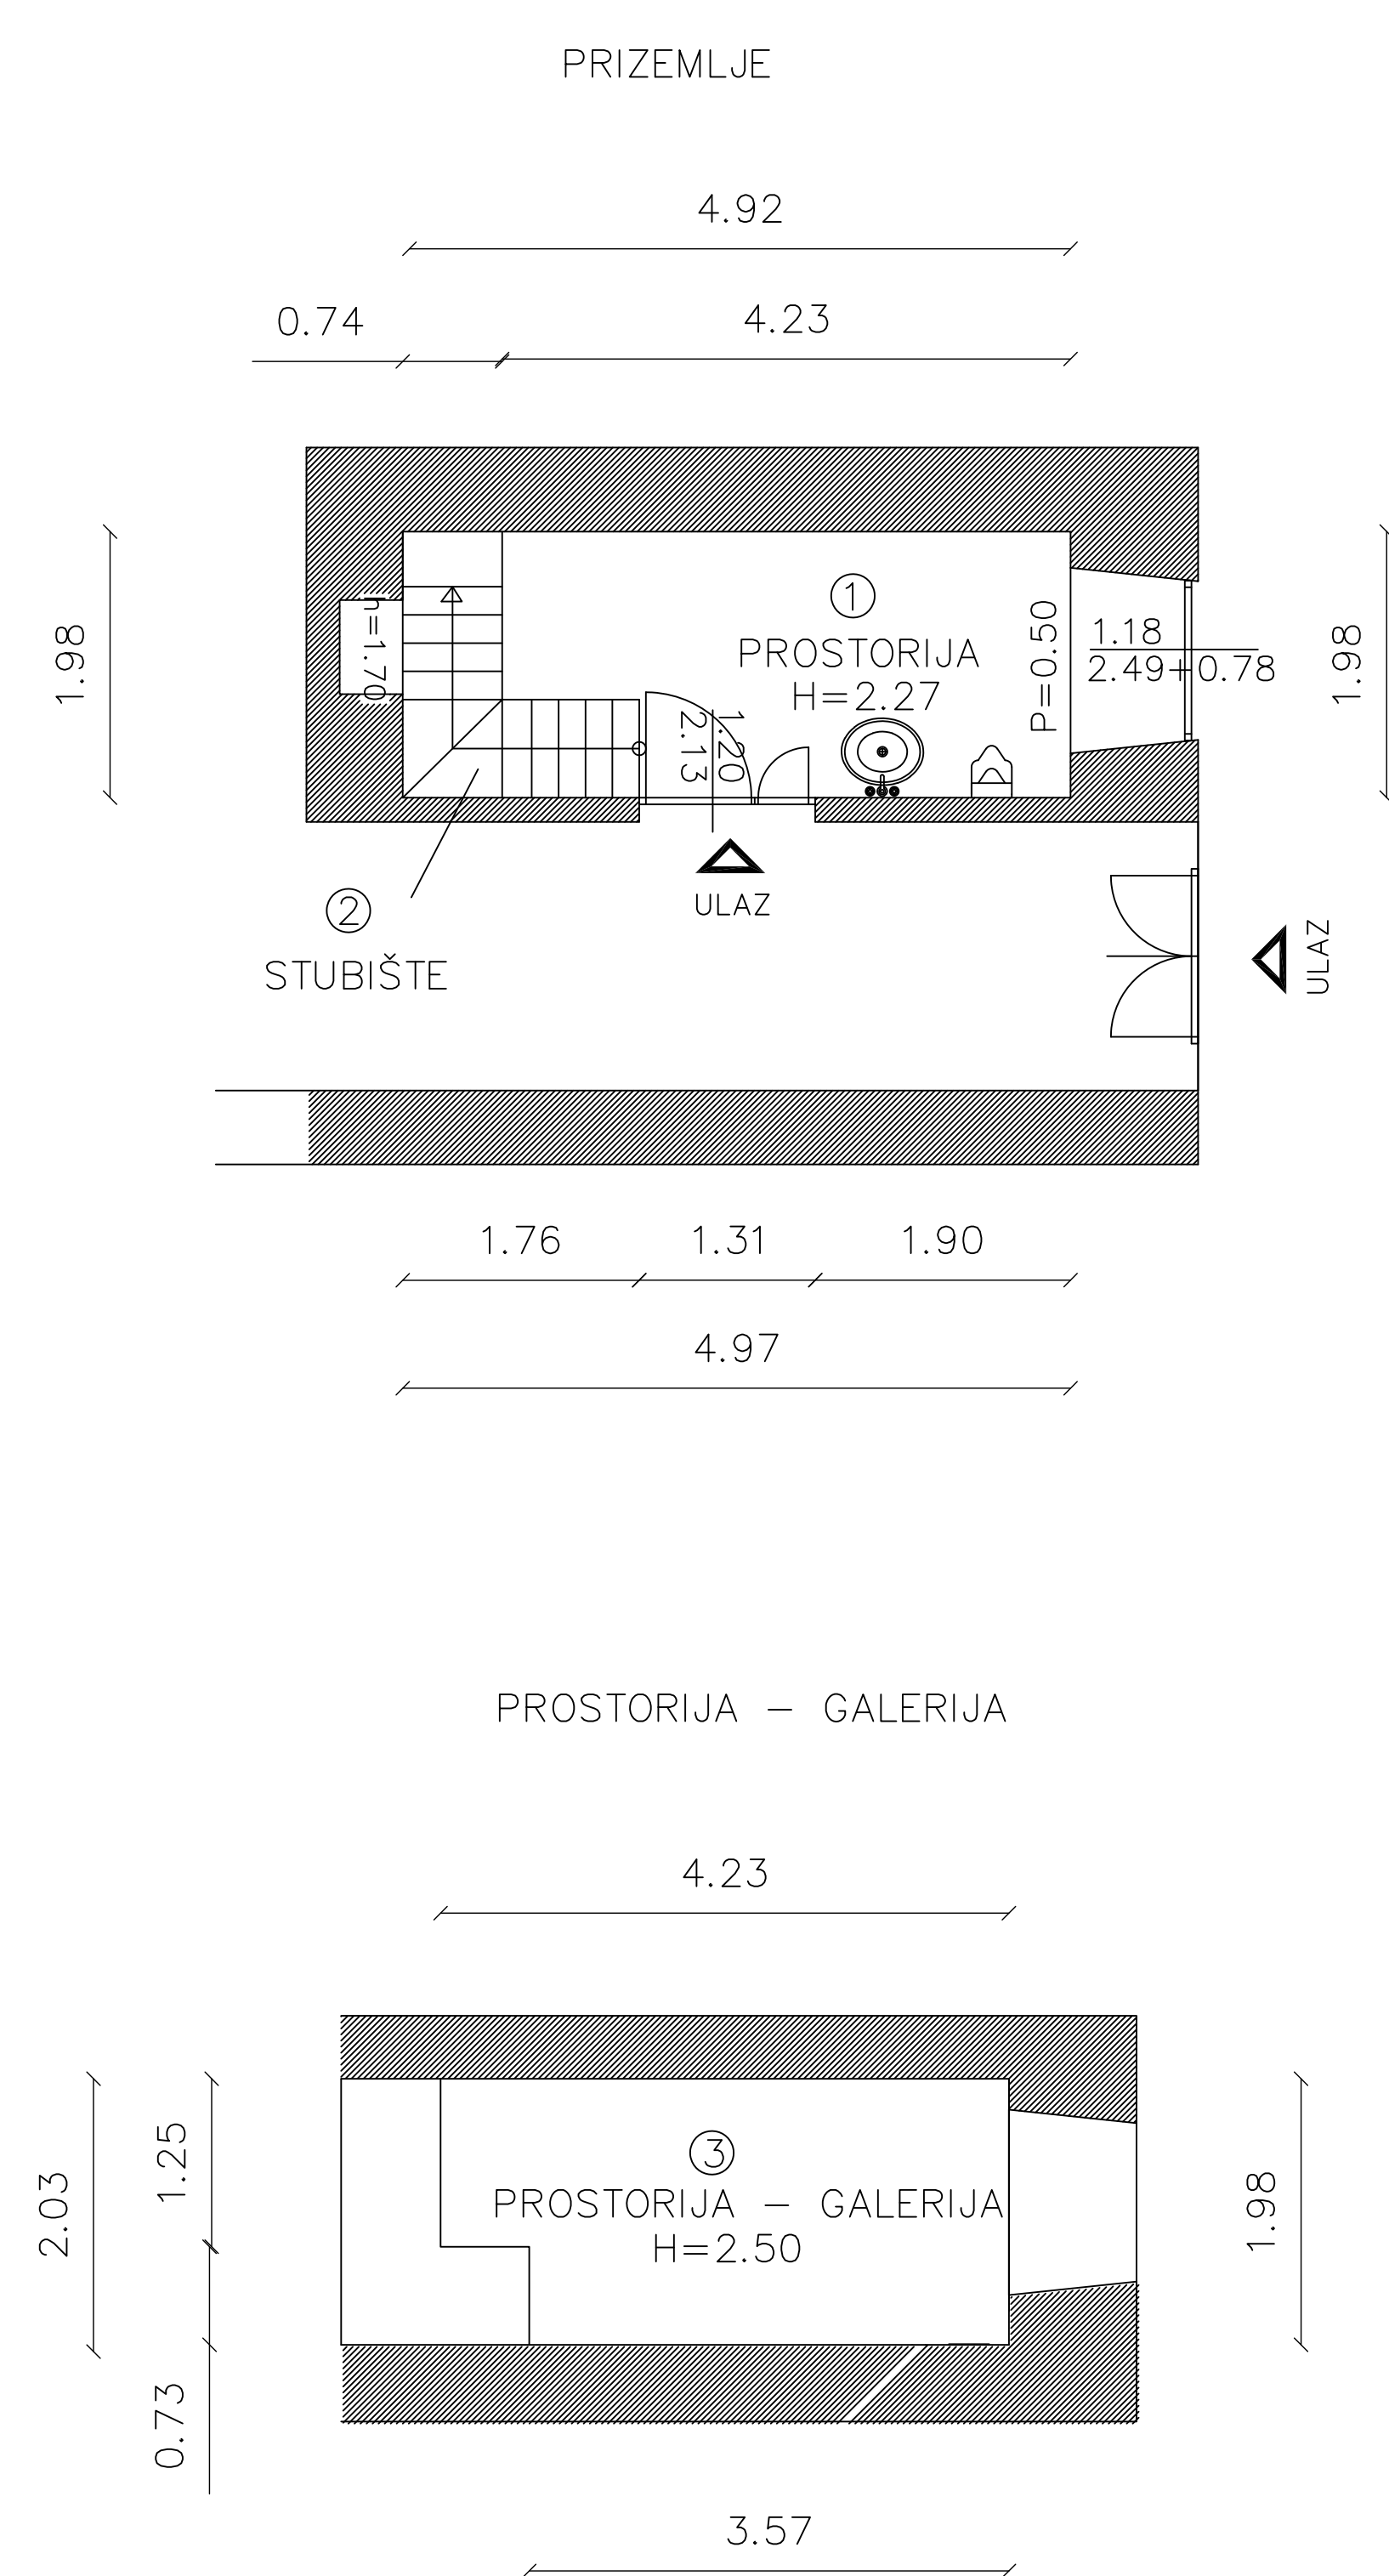 PRIZEMLJE
4.92
0.74
4.23
1.98
h=1.70
1
PROSTORIJA
H=2.27
P=0.50
1.18
2.49+0.78
1.98
1.20
2.13
ULAZ
2
STUBIŠTE
ULAZ
1.76
1.31
1.90
4.97
PROSTORIJA – GALERIJA
4.23
2.03
1.25
0.73
3
PROSTORIJA – GALERIJA
H=2.50
1.98
3.57